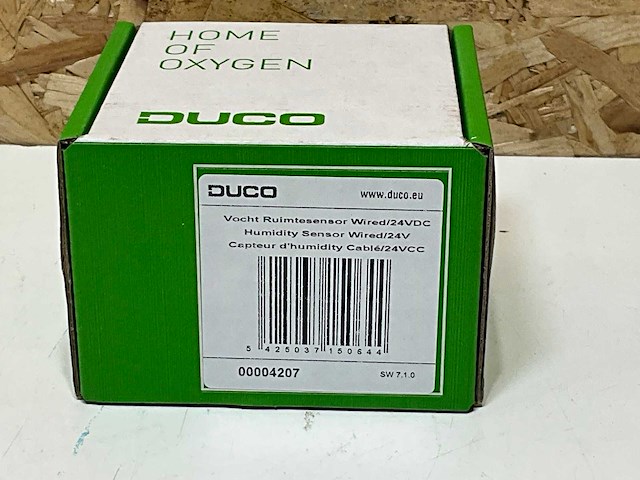 HOME
OF
OXYGEN
DUCO
DUCO www.duco.eu
Vocht Ruimtesensor Wired/24VDC
Humidity Sensor Wired/24V
Capteur d'humidity Cablé/24VCC
5 425037 150644
00004207 SW 7.1.0